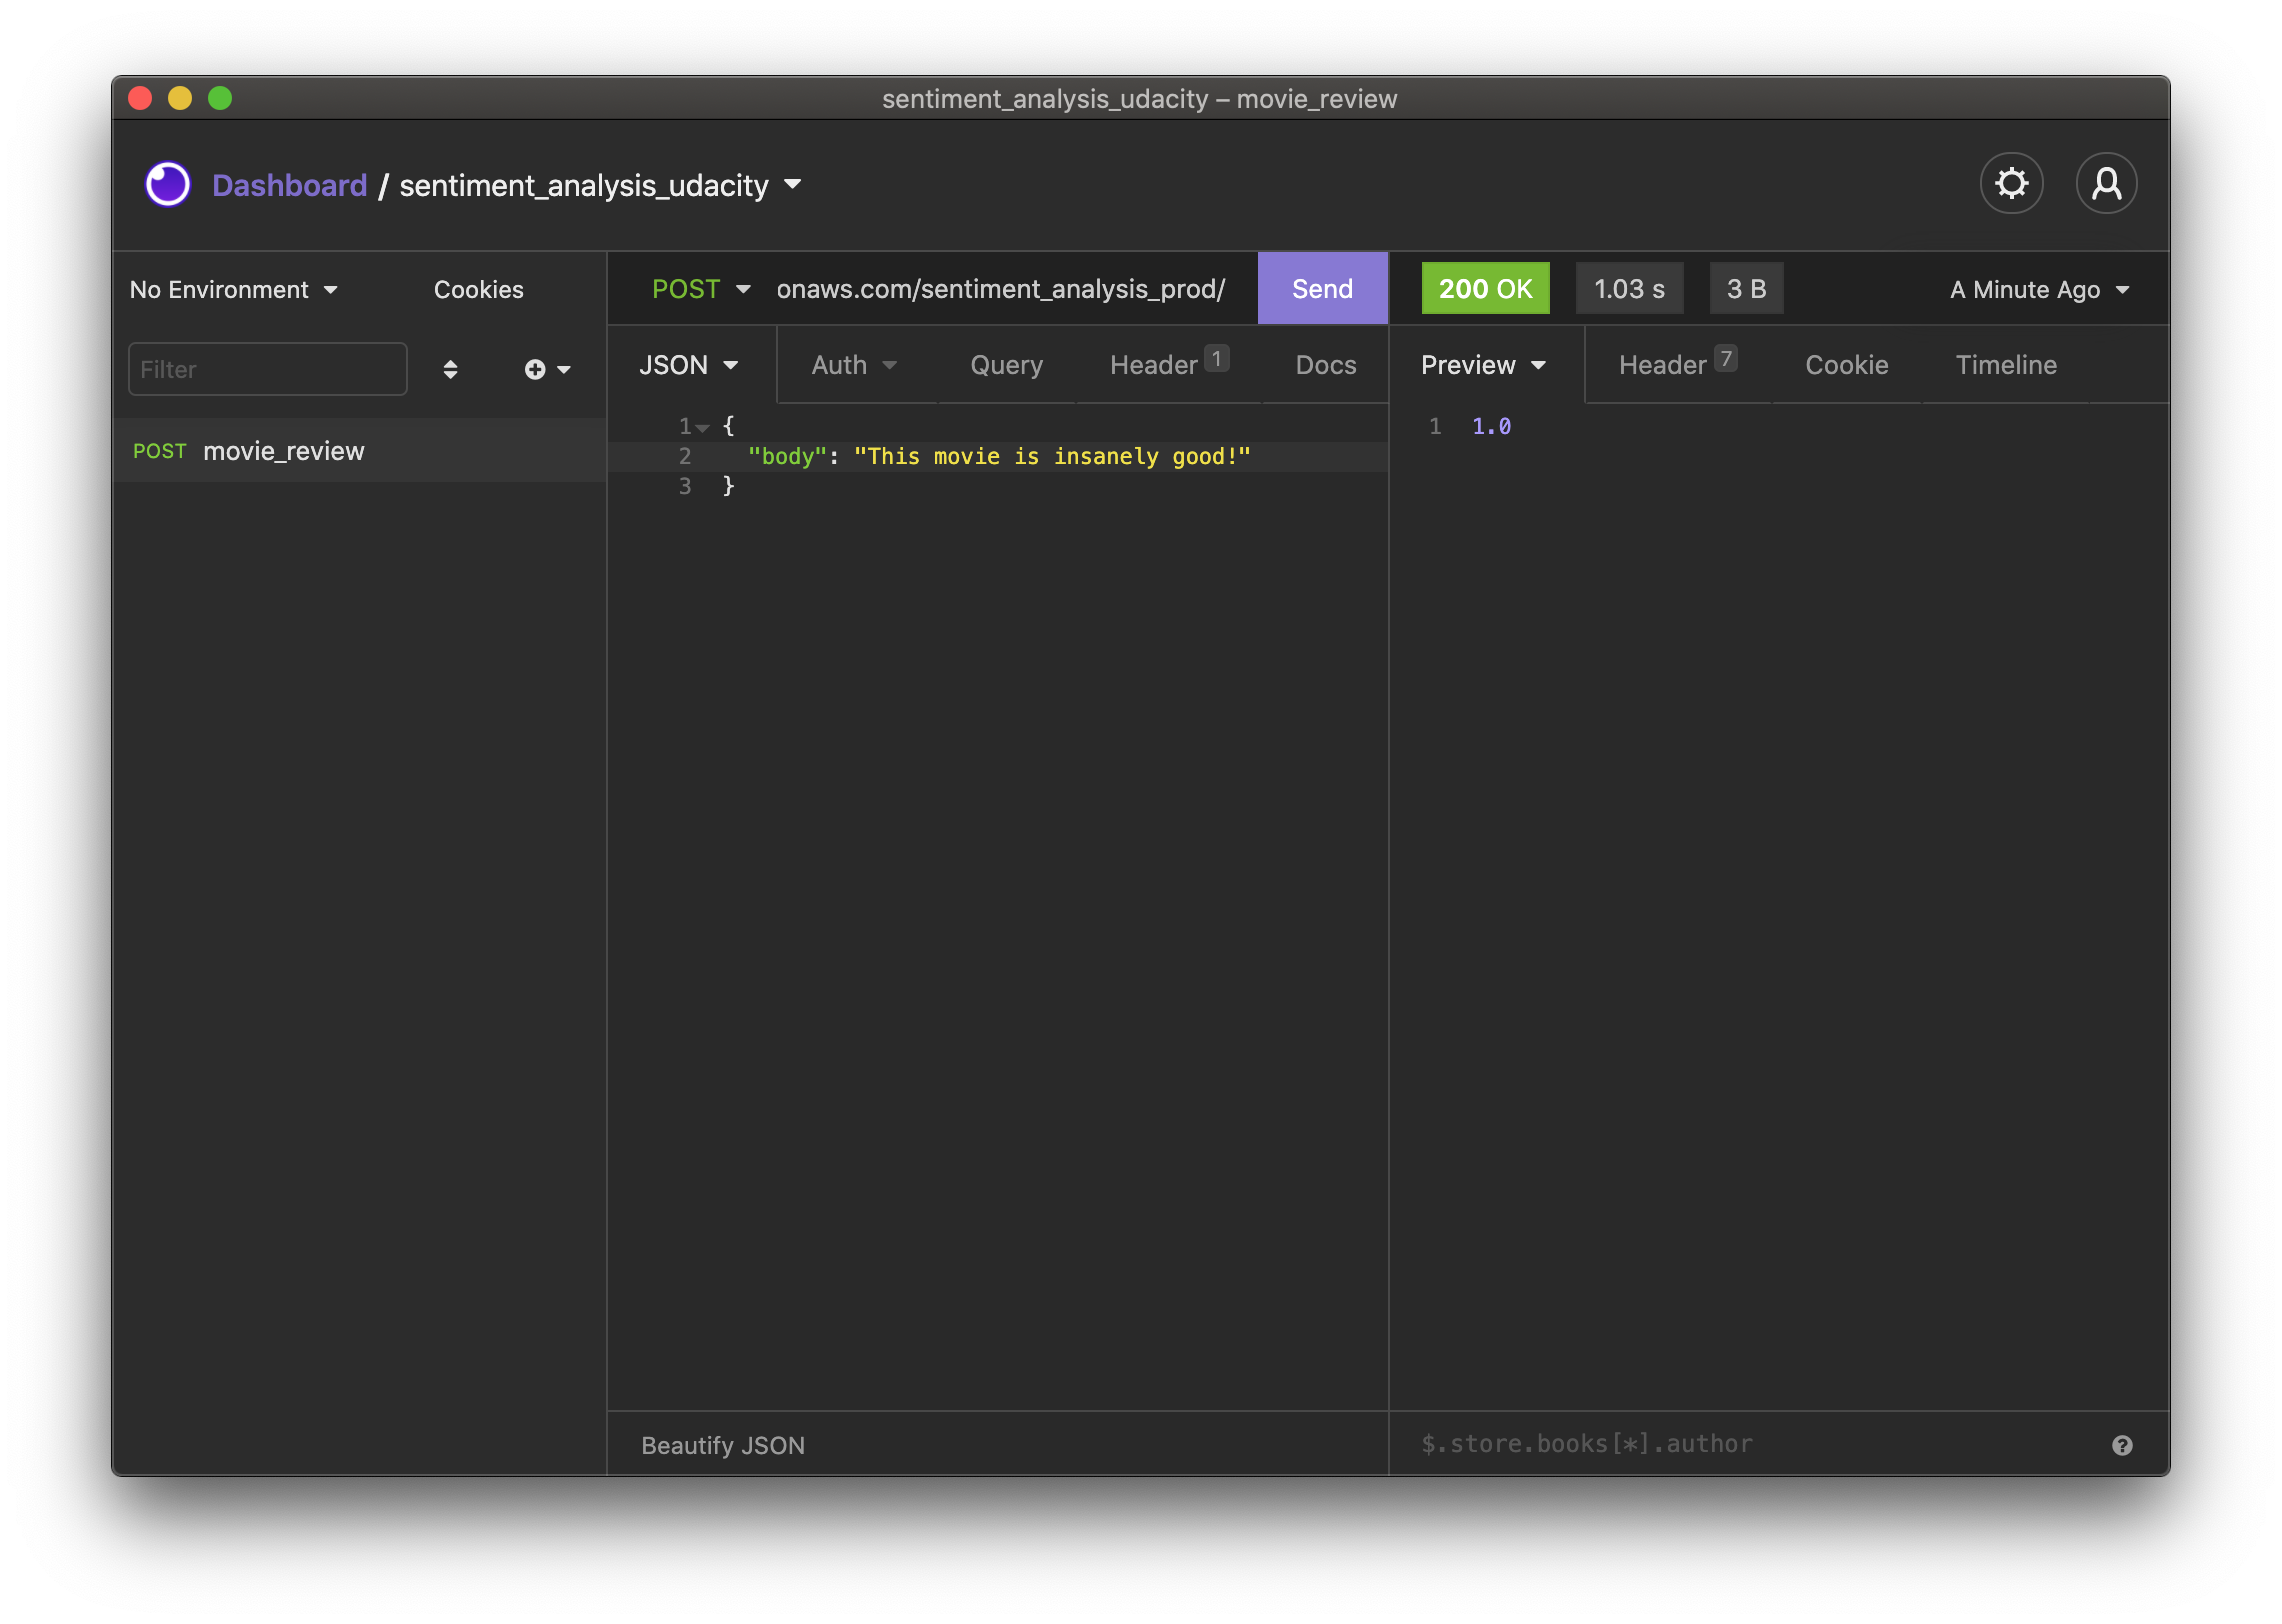 sentiment_analysis_udacity – movie_review
Dashboard / sentiment_analysis_udacity
No Environment Cookies
Filter
POST movie_review
POST onaws.com/sentiment_analysis_prod/ Send
JSON Auth Query Header 1 Docs
1 {
2 "body": "This movie is insanely good!"
3 }
Beautify JSON
200 OK 1.03 s 3 B A Minute Ago
Preview Header 7 Cookie Timeline
1 1.0
$.store.books[*].author